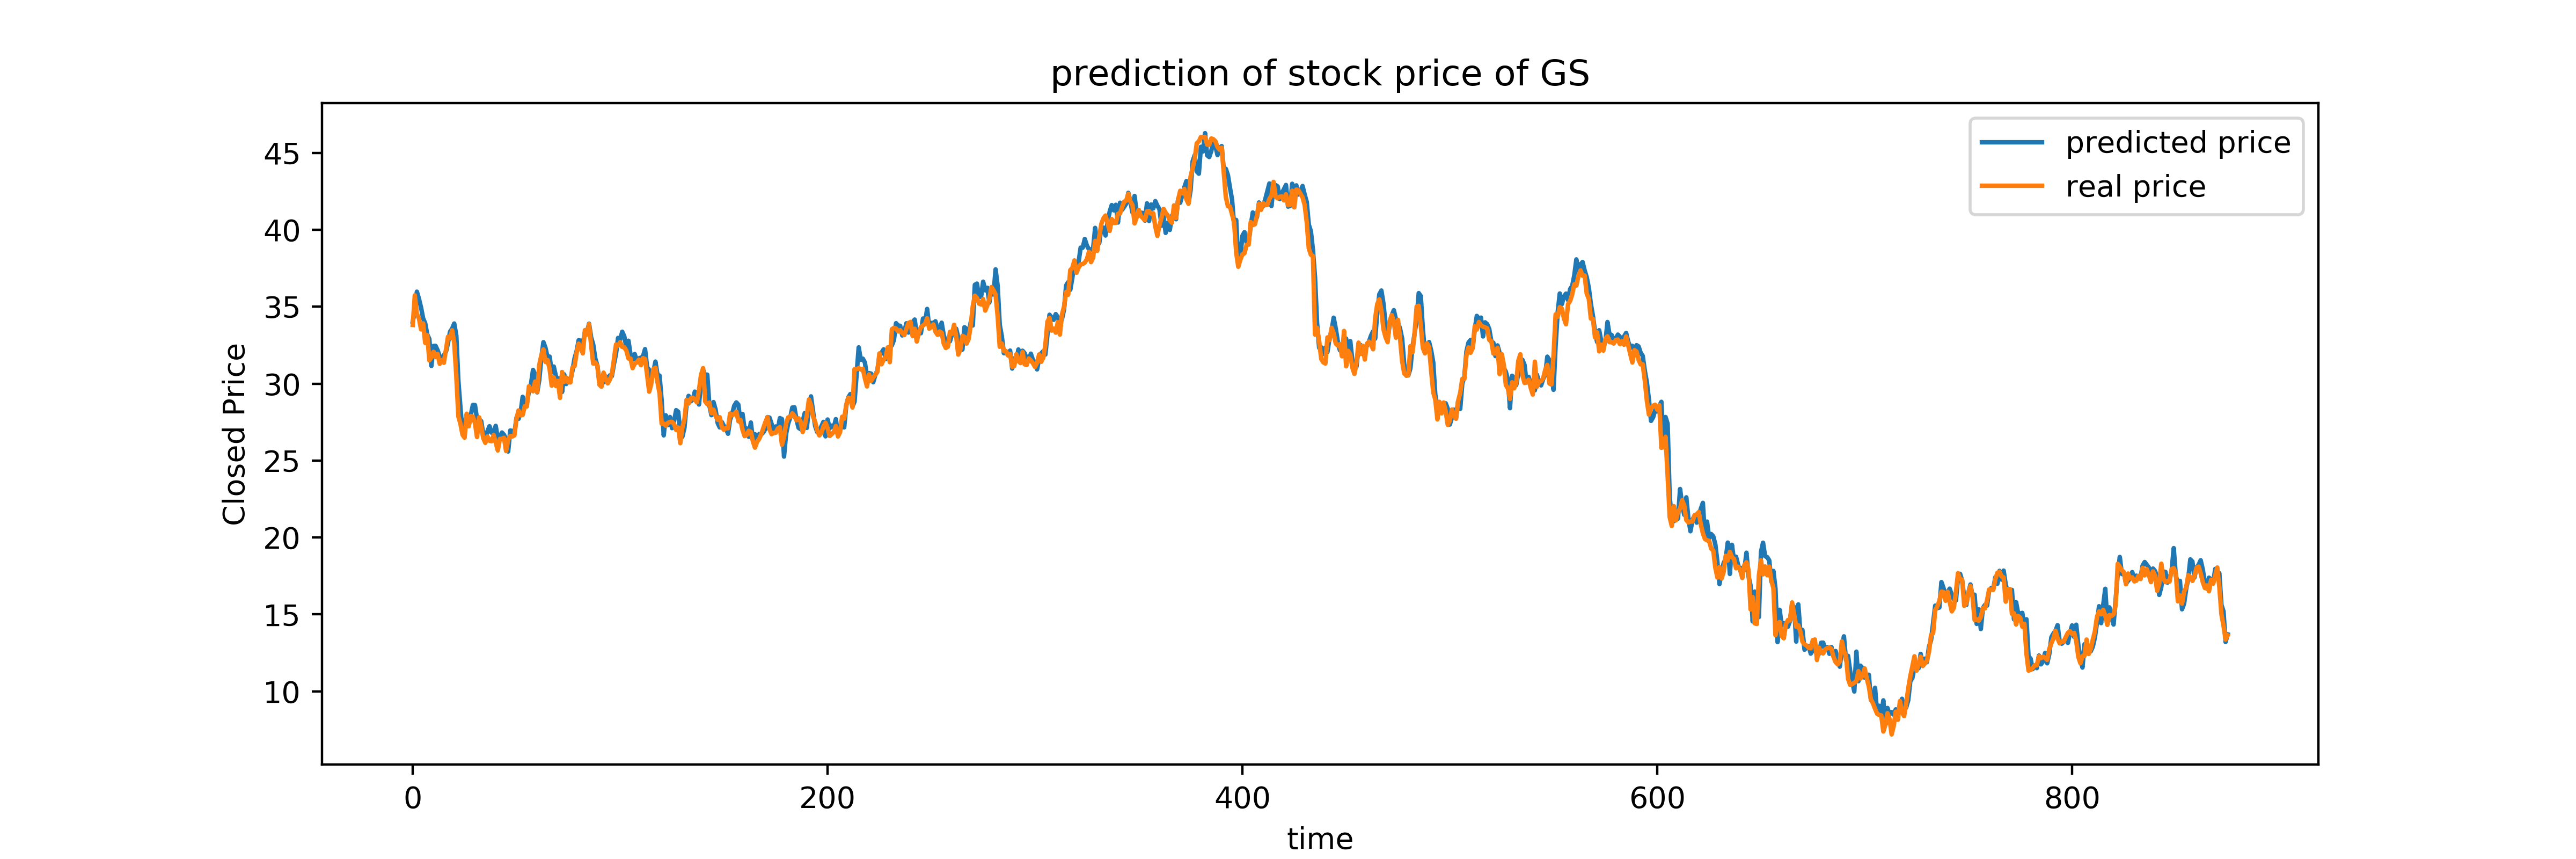 prediction of stock price of GS
predicted price
real price
Closed Price
45
40
35
30
25
20
15
10
0 200 400 600 800
time